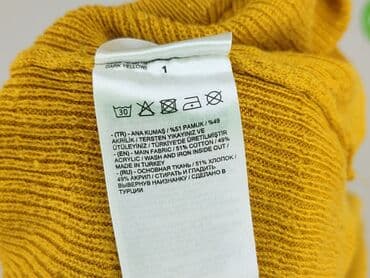 DARK YELLOW
1
30
- (TR) - ANA KUMAŞ / %51 PAMUK / %49
AKRİLİK / TERSTEN YIKAYINIZ VE
ÜTÜLEYİNİZ / TÜRKİYE'DE ÜRETİLMİŞTİR
- (EN) - MAIN FABRIC / 51% COTTON / 49%
ACRYLIC / WASH AND IRON INSIDE OUT /
MADE IN TURKEY
- (RU) - ОСНОВНАЯ ТКАНЬ / 51% ХЛОПОК /
49% АКРИЛ / СТИРАТЬ И ГЛАДИТЬ
ВЫВЕРНУВ НАИЗНАНКУ / СДЕЛАНО В
ТУРЦИИ